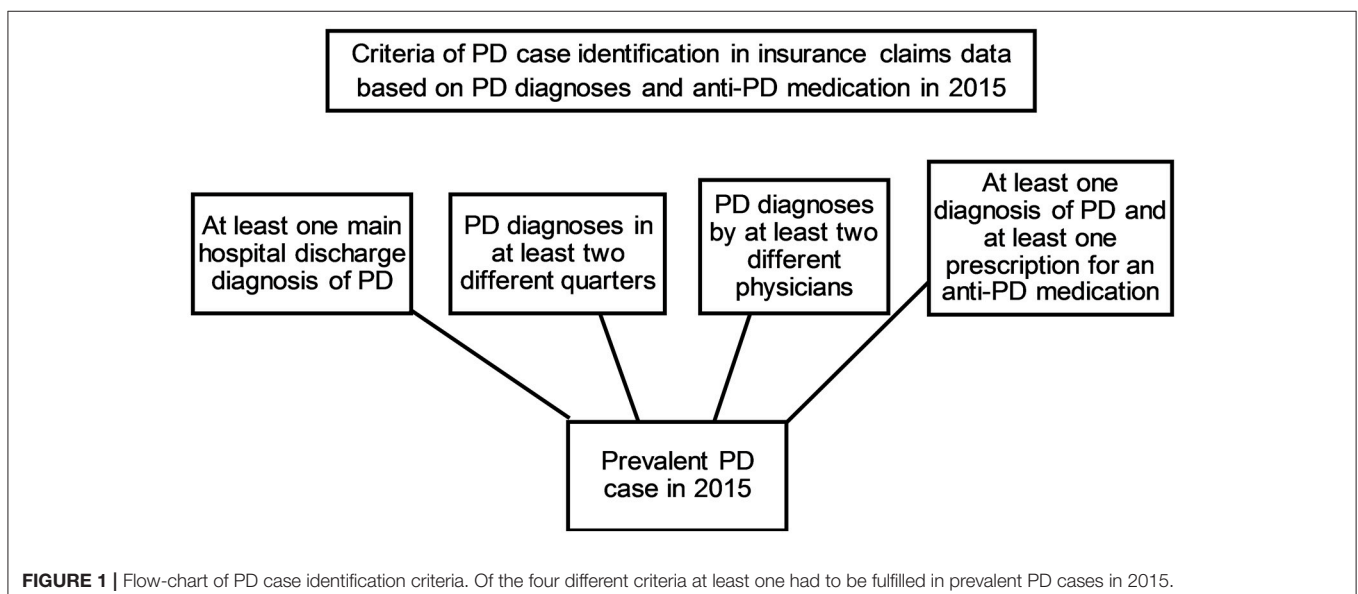 Criteria of PD case identification in insurance claims data
based on PD diagnoses and anti-PD medication in 2015
At least one main
hospital discharge
diagnosis of PD
PD diagnoses in
at least two
different quarters
PD diagnoses
by at least two
different
physicians
At least one
diagnosis of PD and
at least one
prescription for an
anti-PD medication
Prevalent PD
case in 2015
FIGURE 1 | Flow-chart of PD case identification criteria. Of the four different criteria at least one had to be fulfilled in prevalent PD cases in 2015.